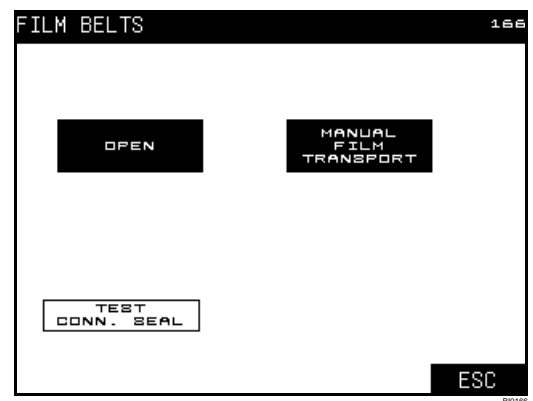 FILM BELTS 166
OPEN
MANUAL
FILM
TRANSPORT
TEST
CONN. SEAL
ESC